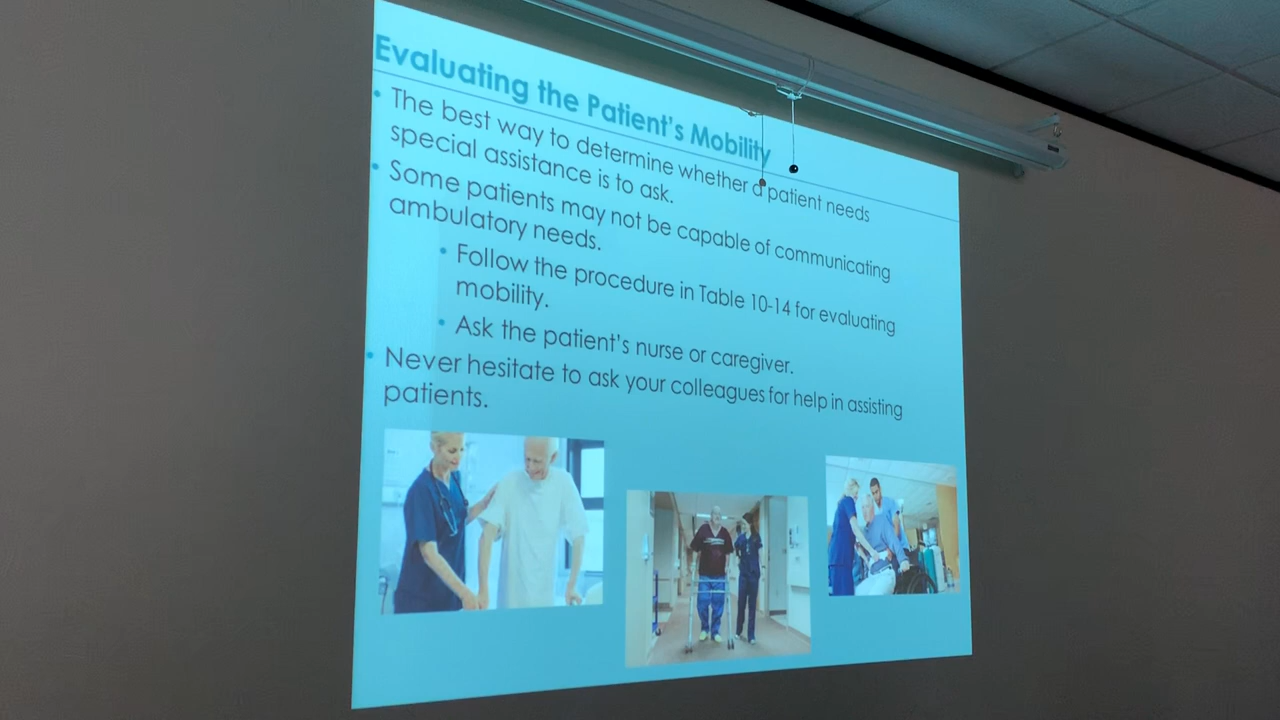 Evaluating the Patient's Mobility
• The best way to determine whether a patient needs
special assistance is to ask.
• Some patients may not be capable of communicating
ambulatory needs.
• Follow the procedure in Table 10-14 for evaluating
mobility.
• Ask the patient's nurse or caregiver.
• Never hesitate to ask your colleagues for help in assisting
patients.